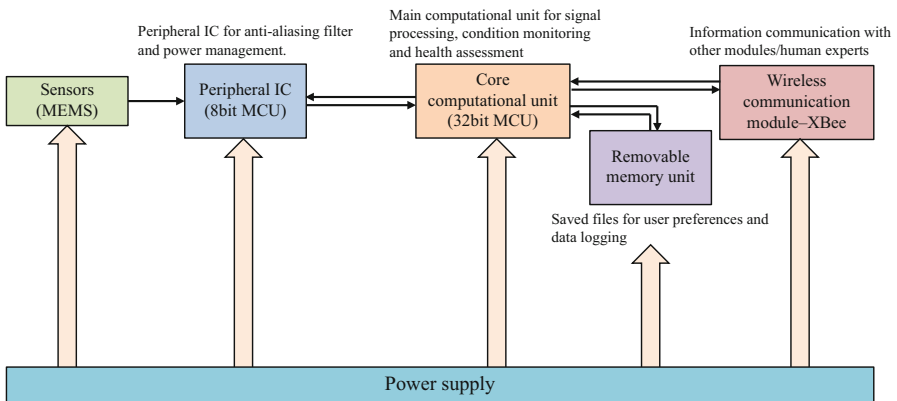 Peripheral IC for anti-aliasing filter
and power management.
Main computational unit for signal
processing, condition monitoring
and health assessment
Information communication with
other modules/human experts
Sensors
(MEMS)
Peripheral IC
(8bit MCU)
Core
computational unit
(32bit MCU)
Wireless
communication
module–XBee
Removable
memory unit
Saved files for user preferences and
data logging
Power supply